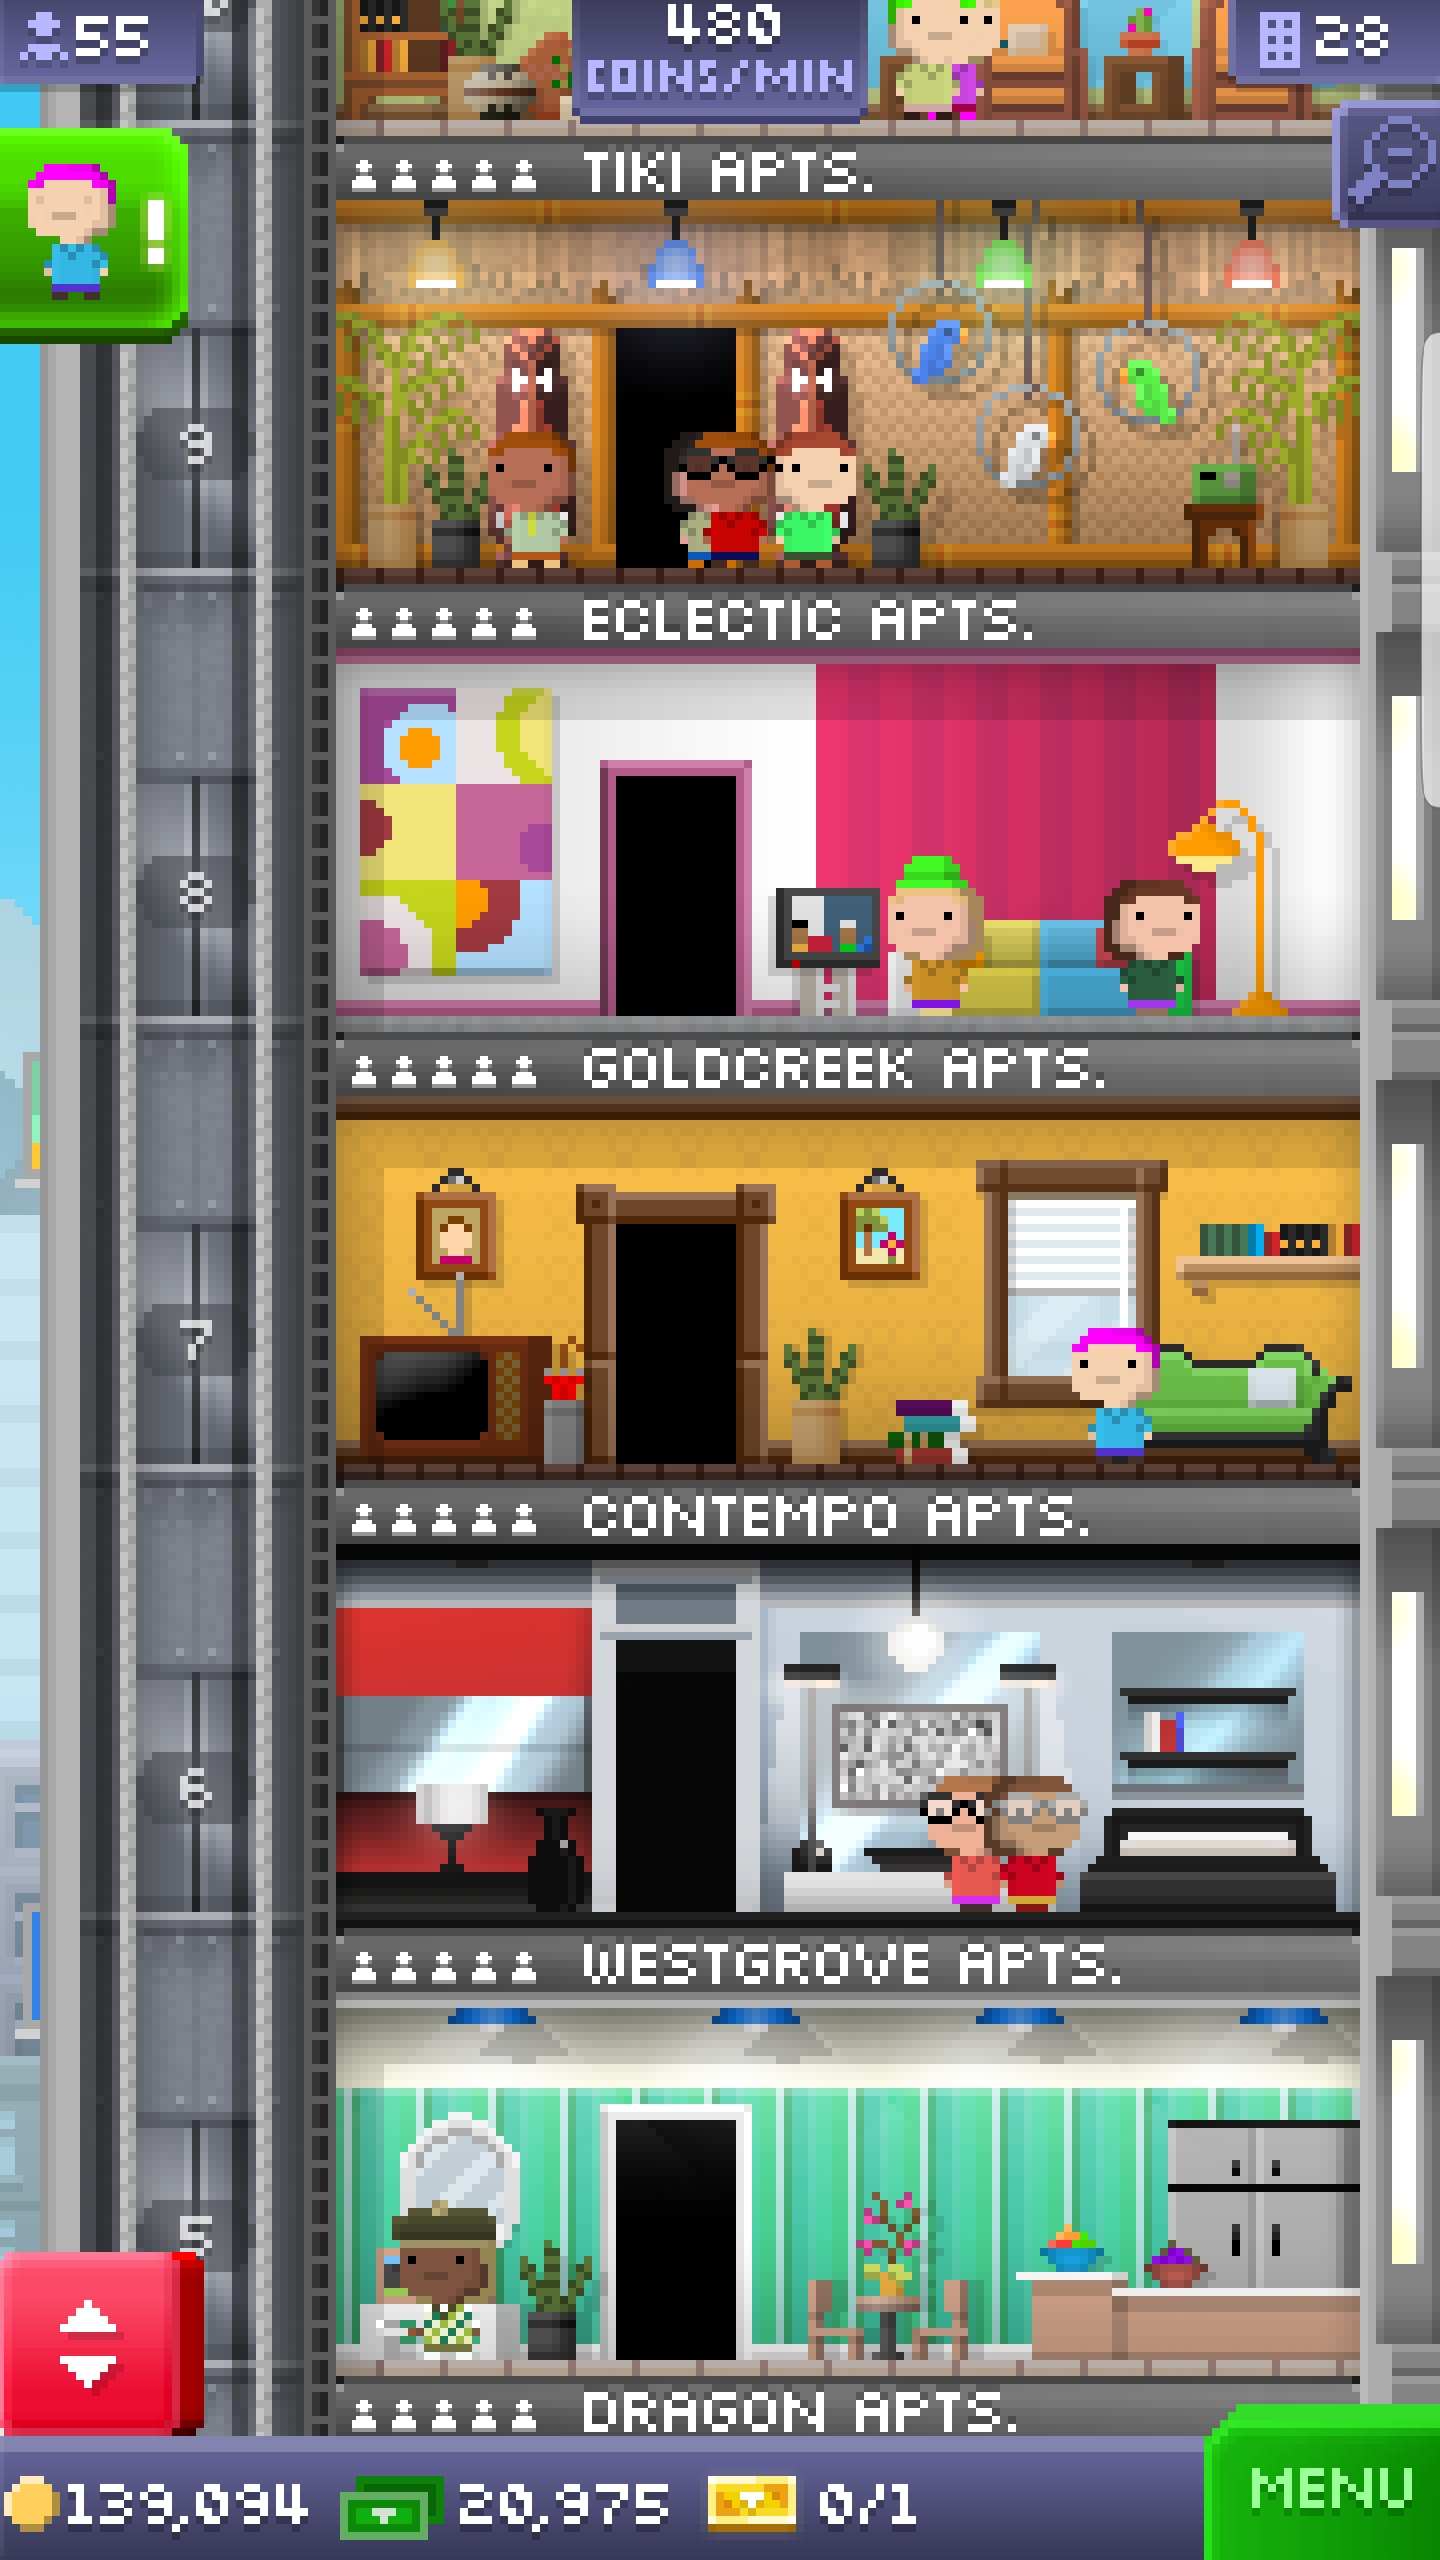 55
480
COINS/MIN
28
!
TIKI APTS.
9
ECLECTIC APTS.
8
GOLDCREEK APTS.
7
CONTEMPO APTS.
6
WESTGROVE APTS.
5
DRAGON APTS.
139,094
20,975
0/1
MENU